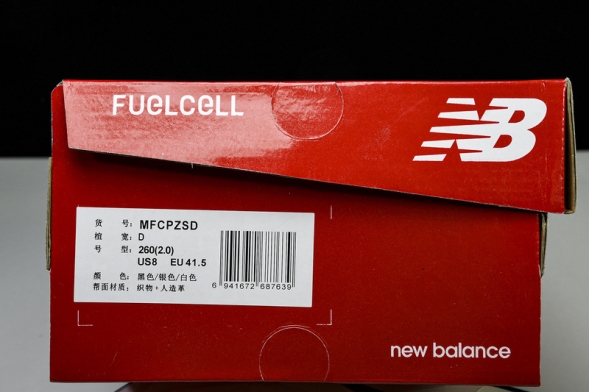 FUELCELL
NB
货 号: MFCPZSD
楦 宽: D
号 型: 260(2.0)
US8 EU 41.5
颜 色: 黑色/银色/白色
帮面材质: 织物+人造革
6 941672 687639
new balance